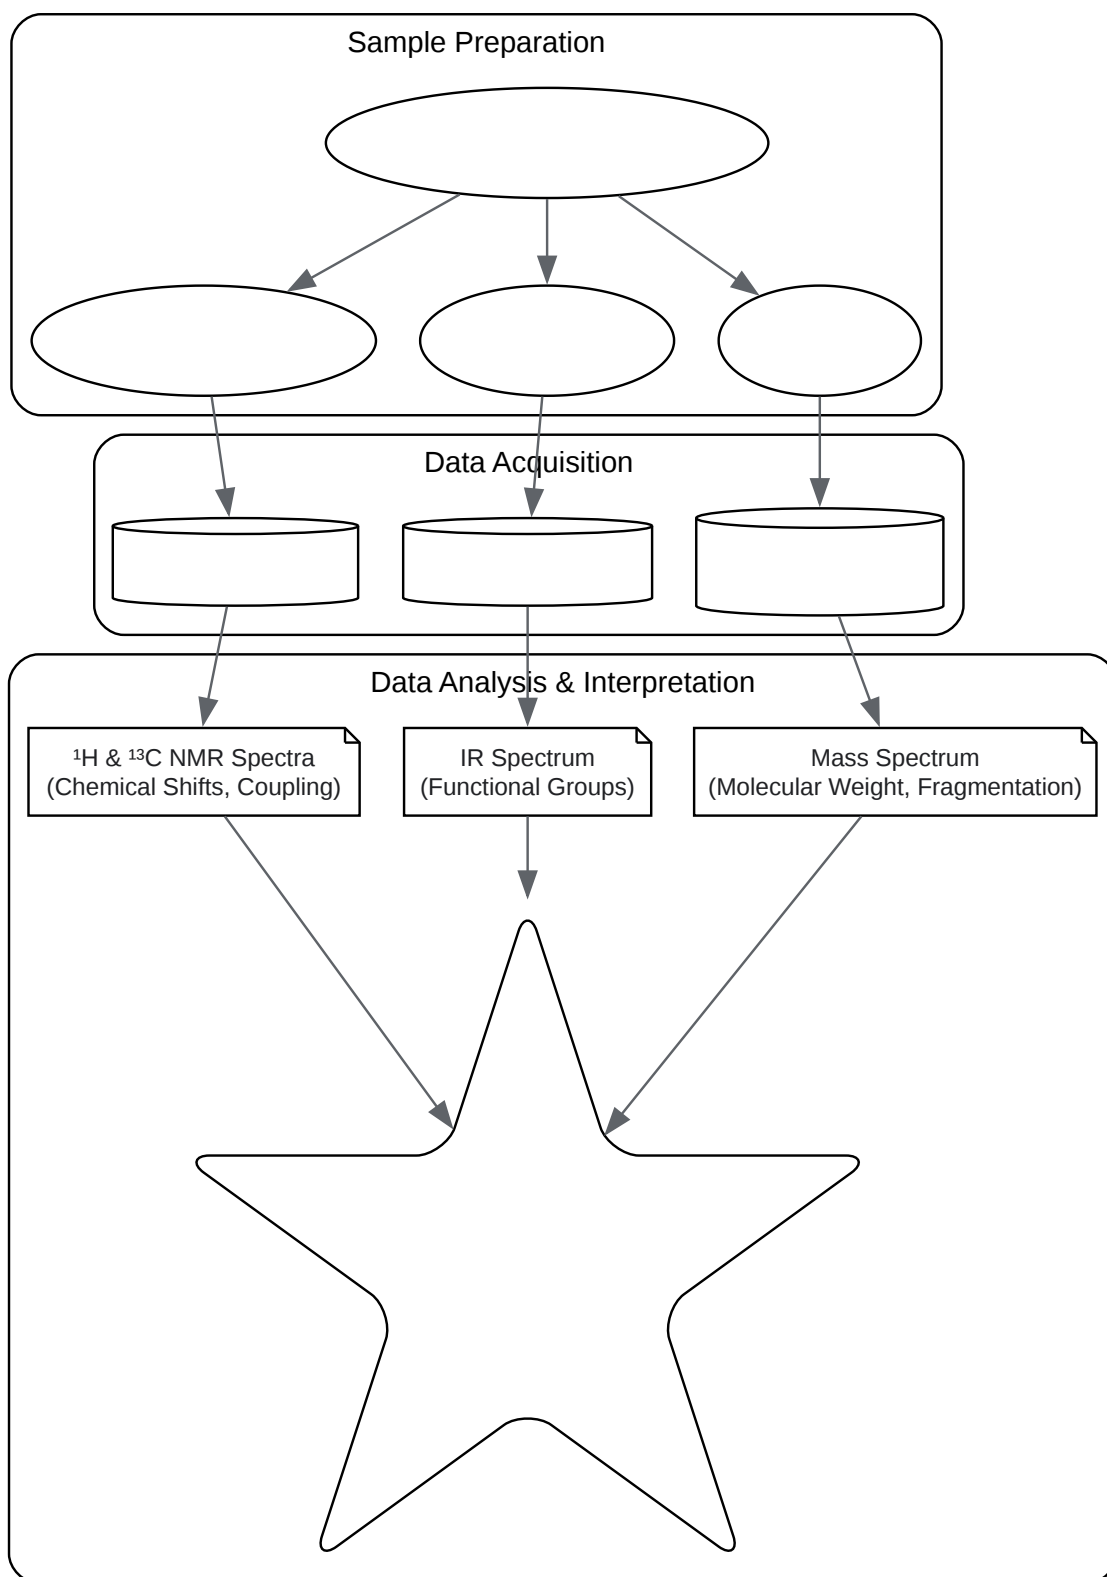 Sample Preparation
Data Acquisition
Data Analysis & Interpretation
¹H & ¹³C NMR Spectra
(Chemical Shifts, Coupling)
IR Spectrum
(Functional Groups)
Mass Spectrum
(Molecular Weight, Fragmentation)